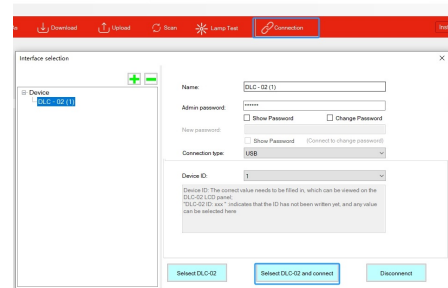 Download Upload Scan Lamp Test Connection
Interface selection
Device
DLC - 02 (1)
Name: DLC - 02 (1)
Admin password: ••••••
Show Password Change Password
New password:
Show Password (Connect to change password)
Connection type: USB
Device ID: 1
Device ID: The correct value needs to be filled in, which can be viewed on the
DLC-02 LCD panel;
"DLC-02 ID: xxx " :indicates that the ID has not been written yet, and any value
can be selected here
Selsect DLC-02 Selsect DLC-02 and connect Disconnenct